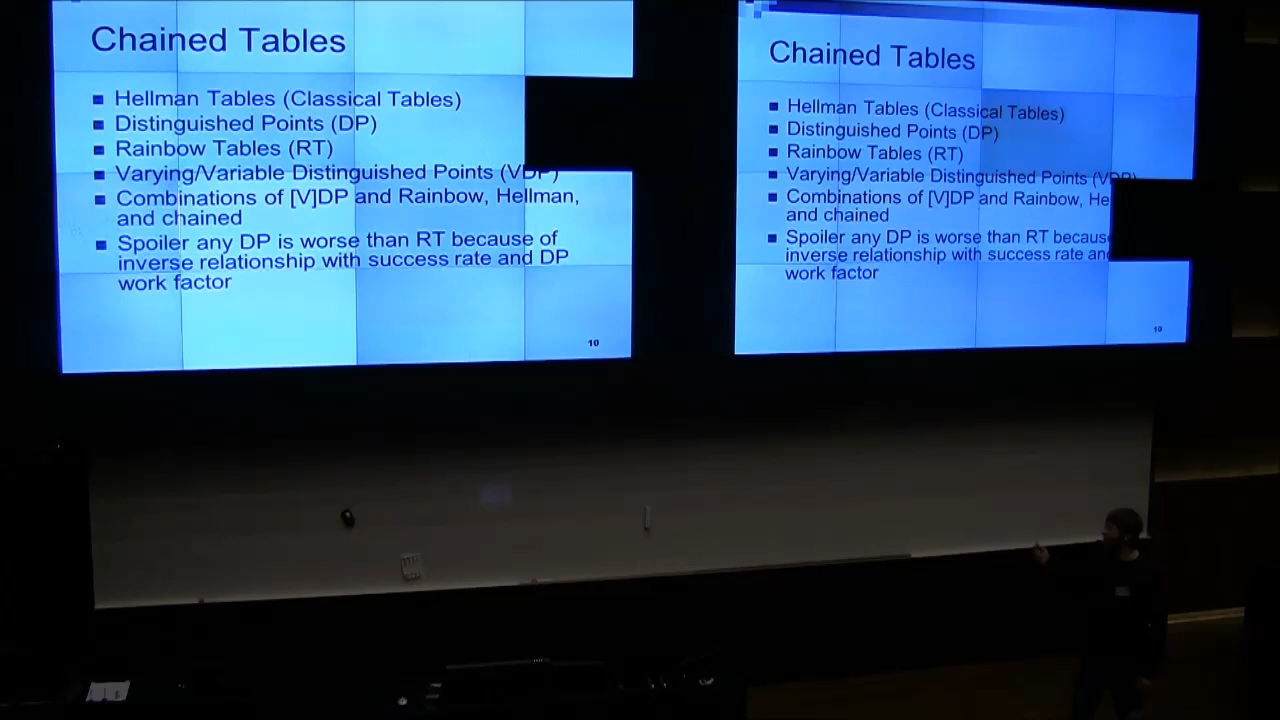 Chained Tables
Hellman Tables (Classical Tables)
Distinguished Points (DP)
Rainbow Tables (RT)
Varying/Variable Distinguished Points (VDP)
Combinations of [V]DP and Rainbow, Hellman,
and chained
Spoiler any DP is worse than RT because of
inverse relationship with success rate and DP
work factor
10
Chained Tables
Hellman Tables (Classical Tables)
Distinguished Points (DP)
Rainbow Tables (RT)
Varying/Variable Distinguished Points (VDP)
Combinations of [V]DP and Rainbow, He
and chained
Spoiler any DP is worse than RT becaus
inverse relationship with success rate an
work factor
10